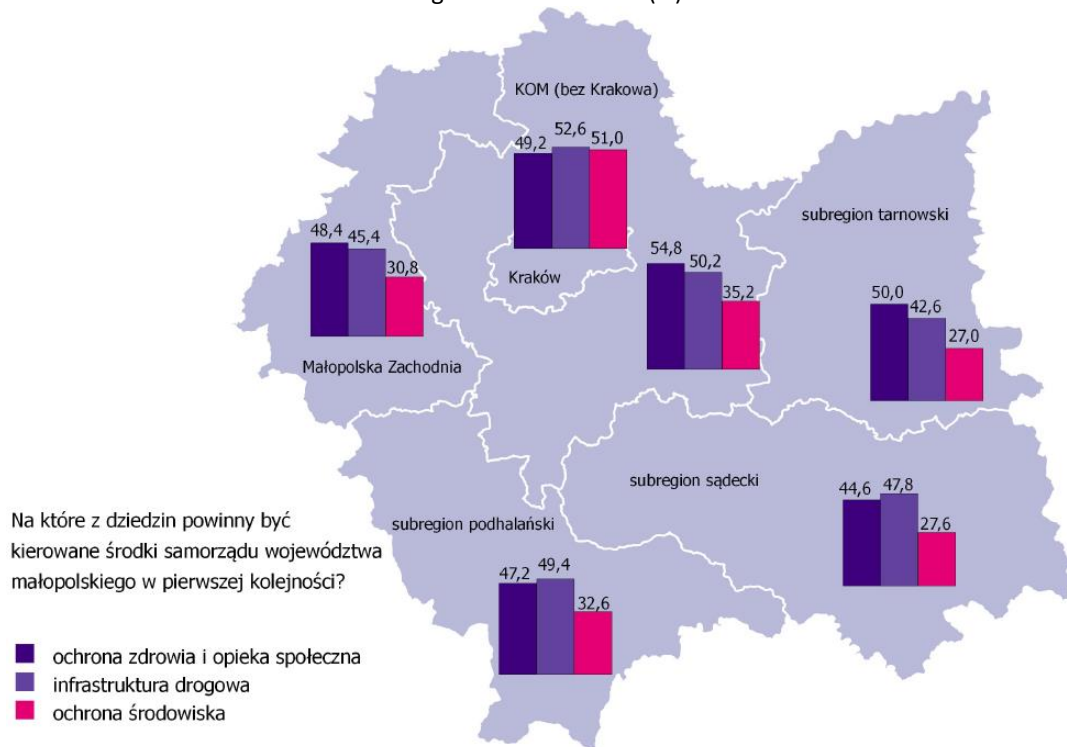 KOM (bez Krakowa)
49,2 52,6 51,0
subregion tarnowski
48,4 45,4 30,8
Kraków
54,8 50,2 35,2
50,0 42,6 27,0
Małopolska Zachodnia
subregion sądecki
44,6 47,8 27,6
subregion podhalański
47,2 49,4 32,6
Na które z dziedzin powinny być
kierowane środki samorządu województwa
małopolskiego w pierwszej kolejności?
ochrona zdrowia i opieka społeczna
infrastruktura drogowa
ochrona środowiska